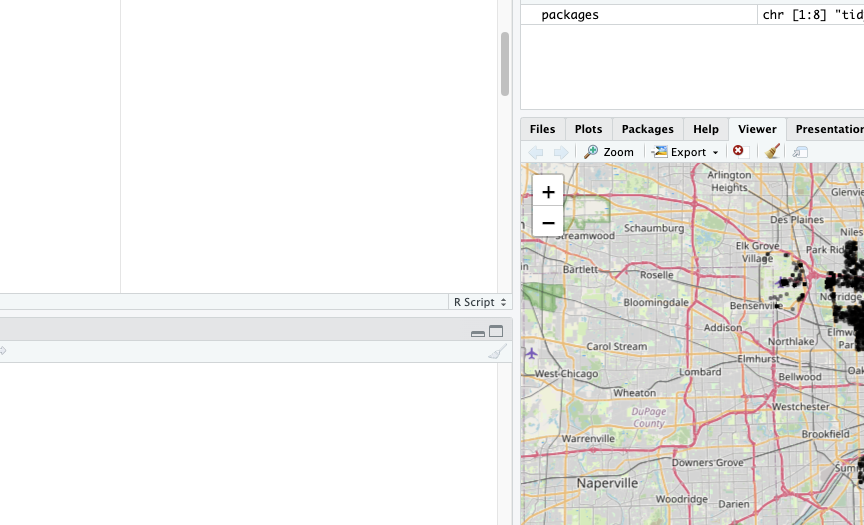 packages chr [1:8] "tid
Files Plots Packages Help Viewer Presentation
Zoom Export
+
−
Arlington
Heights
Glenvie
Des Plaines
Schaumburg
Streamwood
Niles
Elk Grove
Village
Park Rid
Bartlett
Roselle
Bloomingdale
Bensenville
Norridge
Addison
Elmw
Par
Northlake
Carol Stream
Elmhurst
West Chicago
Lombard
Bellwood
Oak
Wheaton
Westchester
DuPage
County
Brookfield
Warrenville
Downers Grove
Summ
Naperville
Woodridge
Darien
R Script